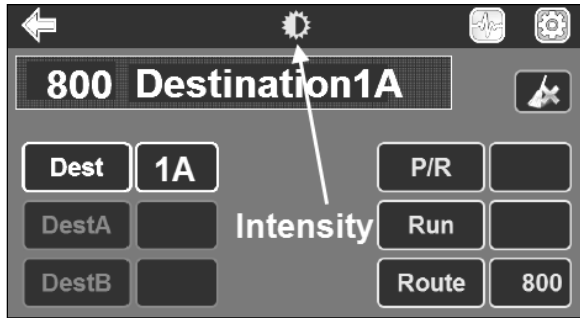 800 Destination1A
Dest 1A P/R
DestA Intensity Run
DestB Route 800